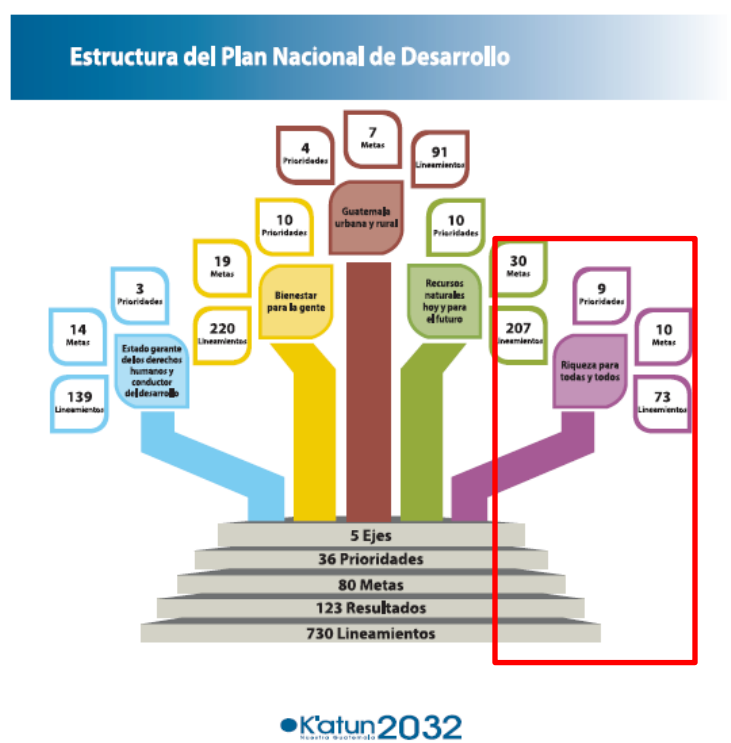 Estructura del Plan Nacional de Desarrollo
7
Metas
4
Prioridades
91
Lineamientos
Guatemala
urbana y rural
10
Prioridades
10
Prioridades
19
Metas
30
Metas
Bienestar
para la gente
Recursos
naturales
hoy y para
el futuro
220
Lineamientos
207
Lineamientos
3
Prioridades
9
Prioridades
14
Metas
10
Metas
Estado garante
de los derechos
humanos y
conductor
del desarrollo
Riqueza para
todas y todos
139
Lineamientos
73
Lineamientos
5 Ejes
36 Prioridades
80 Metas
123 Resultados
730 Lineamientos
K'atun2032
Nuestra Guatemala